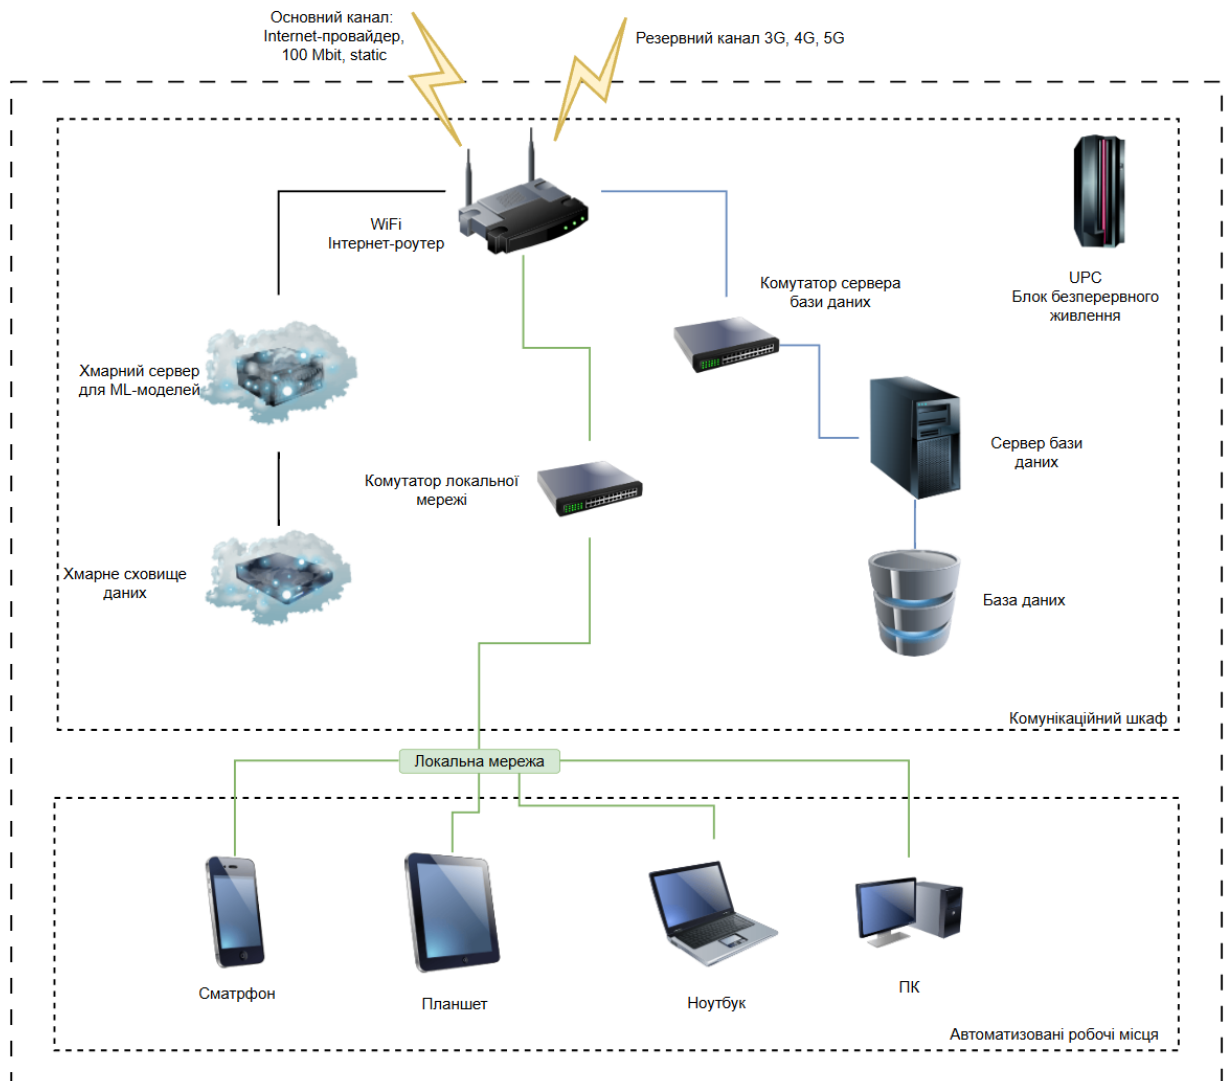 Основний канал:
Internet-провайдер,
100 Mbit, static
Резервний канал 3G, 4G, 5G
WiFi
Інтернет-роутер
Комутатор сервера
бази даних
UPC
Блок безперервного
живлення
Хмарний сервер
для ML-моделей
Сервер бази
даних
Комутатор локальної
мережі
Хмарне сховище
даних
База даних
Комунікаційний шкаф
Локальна мережа
Сматрфон
Планшет
Ноутбук
ПК
Автоматизовані робочі місця